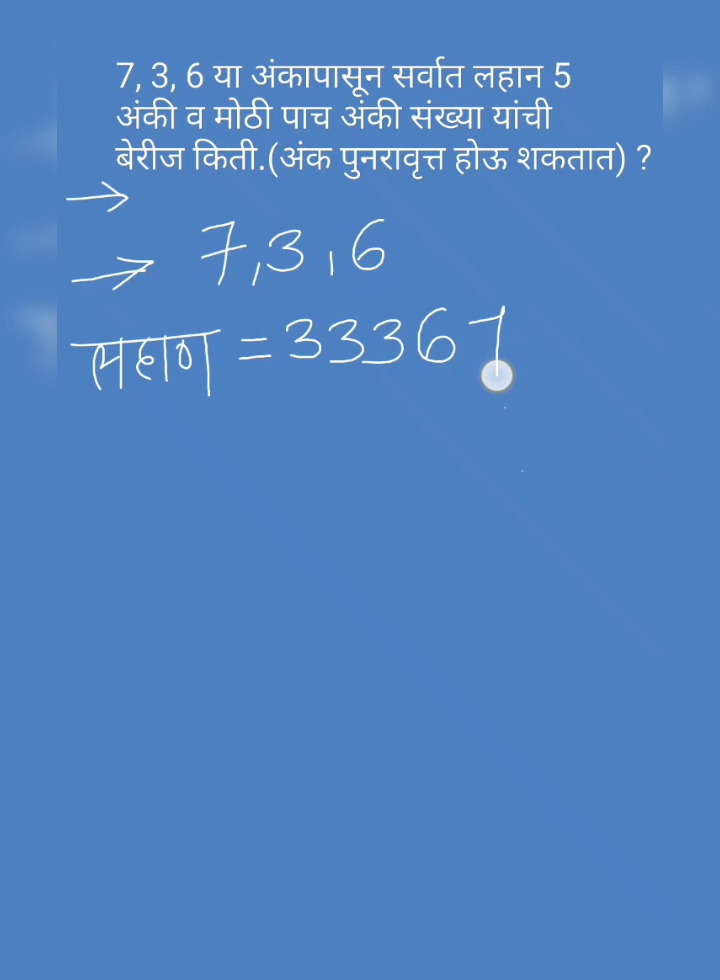 7, 3, 6 या अंकापासून सर्वात लहान 5
अंकी व मोठी पाच अंकी संख्या यांची
बेरीज किती.(अंक पुनरावृत्त होऊ शकतात) ?
→
→ 7,3,6
लहाण = 33367